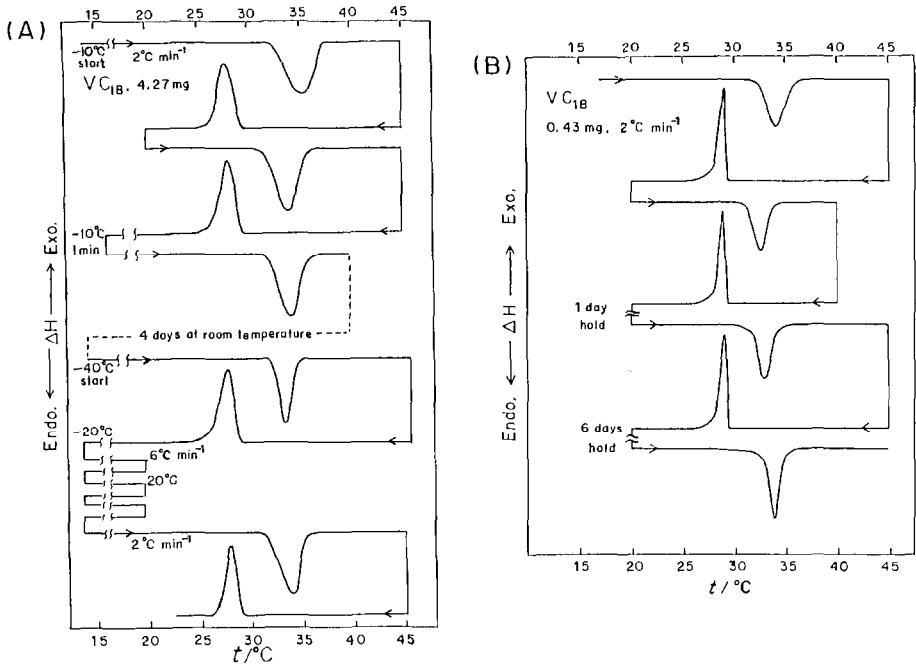 (A)
15 20 25 30 35 40 45
-10°C
start
2°C min⁻¹
VC₁₈, 4.27mg
-10°C
1min
4 days at room temperature
-40°C
start
-20°C
6°C min⁻¹
20°C
2°C min⁻¹
Endo. ← ΔH → Exo.
15 20 25 30 35 40 45
t/°C
(B)
15 20 25 30 35 40 45
VC₁₈
0.43 mg, 2°C min⁻¹
1 day
hold
6 days
hold
Endo. ← ΔH → Exo.
20 25 30 35 40 45
t/°C